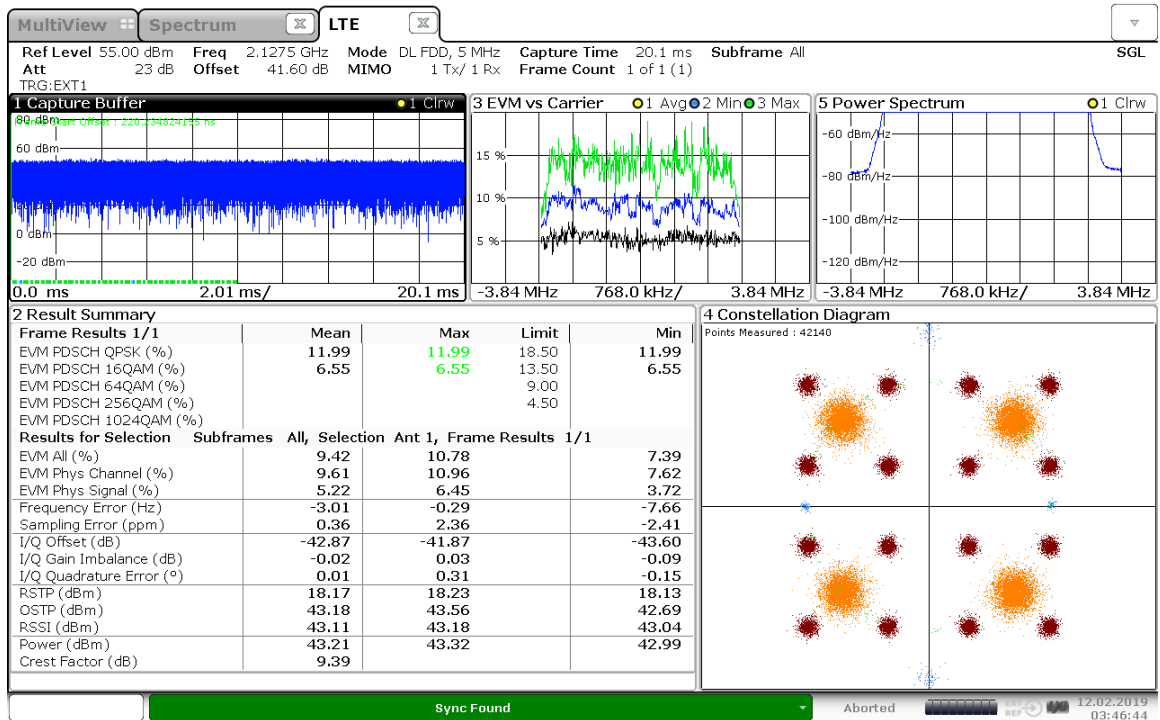 MultiView Spectrum LTE
Ref Level 55.00 dBm Freq 2.1275 GHz Mode DL FDD, 5 MHz Capture Time 20.1 ms Subframe All SGL
Att 23 dB Offset 41.60 dB MIMO 1 Tx/ 1 Rx Frame Count 1 of 1 (1)
TRG:EXT1
1 Capture Buffer 1 Clrw
80 dBm
Frame Start Offset : 220.234824155 ns
60 dBm
0 dBm
-20 dBm
0.0 ms 2.01 ms/ 20.1 ms
3 EVM vs Carrier 1 Avg 2 Min 3 Max
15 %
10 %
5 %
-3.84 MHz 768.0 kHz/ 3.84 MHz
5 Power Spectrum 1 Clrw
-60 dBm/Hz
-80 dBm/Hz
-100 dBm/Hz
-120 dBm/Hz
-3.84 MHz 768.0 kHz/ 3.84 MHz
2 Result Summary
Frame Results 1/1 Mean Max Limit Min
EVM PDSCH QPSK (%) 11.99 11.99 18.50 11.99
EVM PDSCH 16QAM (%) 6.55 6.55 13.50 6.55
EVM PDSCH 64QAM (%) 9.00
EVM PDSCH 256QAM (%) 4.50
EVM PDSCH 1024QAM (%)
Results for Selection Subframes All, Selection Ant 1, Frame Results 1/1
EVM All (%) 9.42 10.78 7.39
EVM Phys Channel (%) 9.61 10.96 7.62
EVM Phys Signal (%) 5.22 6.45 3.72
Frequency Error (Hz) -3.01 -0.29 -7.66
Sampling Error (ppm) 0.36 2.36 -2.41
I/Q Offset (dB) -42.87 -41.87 -43.60
I/Q Gain Imbalance (dB) -0.02 0.03 -0.09
I/Q Quadrature Error (º) 0.01 0.31 -0.15
RSTP (dBm) 18.17 18.23 18.13
OSTP (dBm) 43.18 43.56 42.69
RSSI (dBm) 43.11 43.18 43.04
Power (dBm) 43.21 43.32 42.99
Crest Factor (dB) 9.39
4 Constellation Diagram
Points Measured : 42140
Sync Found Aborted 12.02.2019
03:46:44